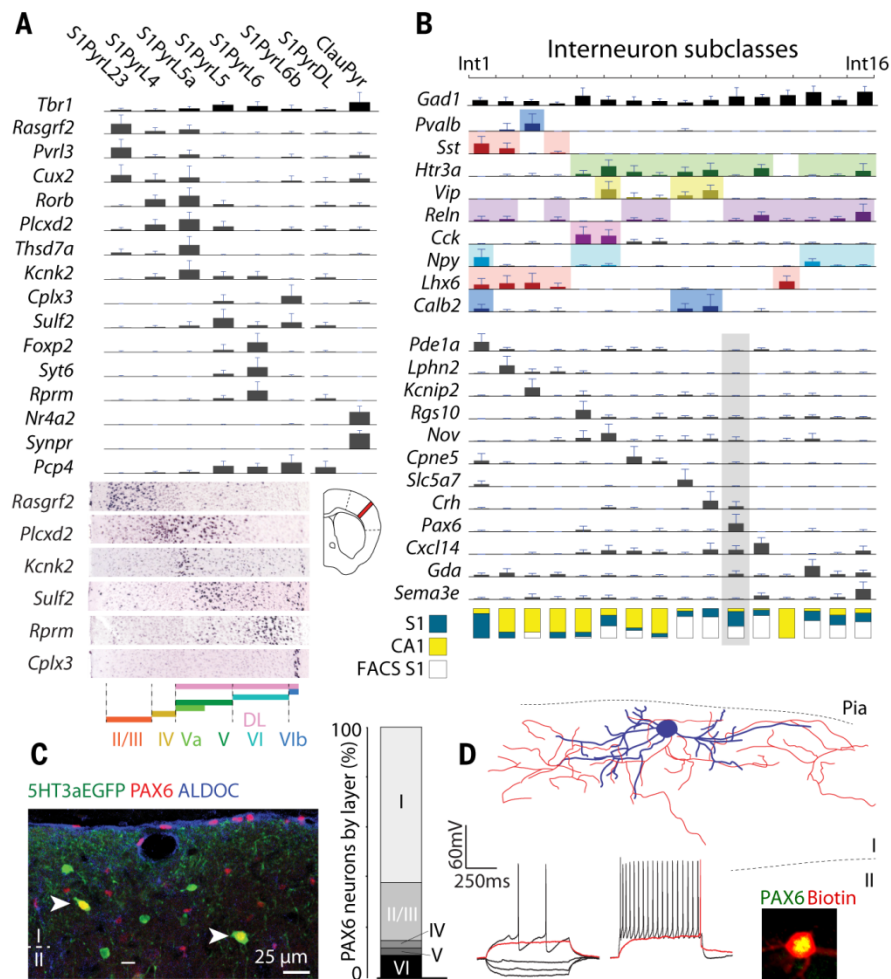 A
S1PyrL23
S1PyrL4
S1PyrL5a
S1PyrL5
S1PyrL6
S1PyrL6b
S1PyrDL
ClauPyr
Tbr1
Rasgrf2
Pvrl3
Cux2
Rorb
Plcxd2
Thsd7a
Kcnk2
Cplx3
Sulf2
Foxp2
Syt6
Rprm
Nr4a2
Synpr
Pcp4
Rasgrf2
Plcxd2
Kcnk2
Sulf2
Rprm
Cplx3
DL
II/III IV Va V VI VIb
B
Interneuron subclasses
Int1 Int16
Gad1
Pvalb
Sst
Htr3a
Vip
Reln
Cck
Npy
Lhx6
Calb2
Pde1a
Lphn2
Kcnip2
Rgs10
Nov
Cpne5
Slc5a7
Crh
Pax6
Cxcl14
Gda
Sema3e
S1
CA1
FACS S1
C
5HT3aEGFP PAX6 ALDOC
I
II
25 µm
PAX6 neurons by layer (%)
100
0
I
II/III
IV
V
VI
D
Pia
I
II
60mV
250ms
PAX6 Biotin